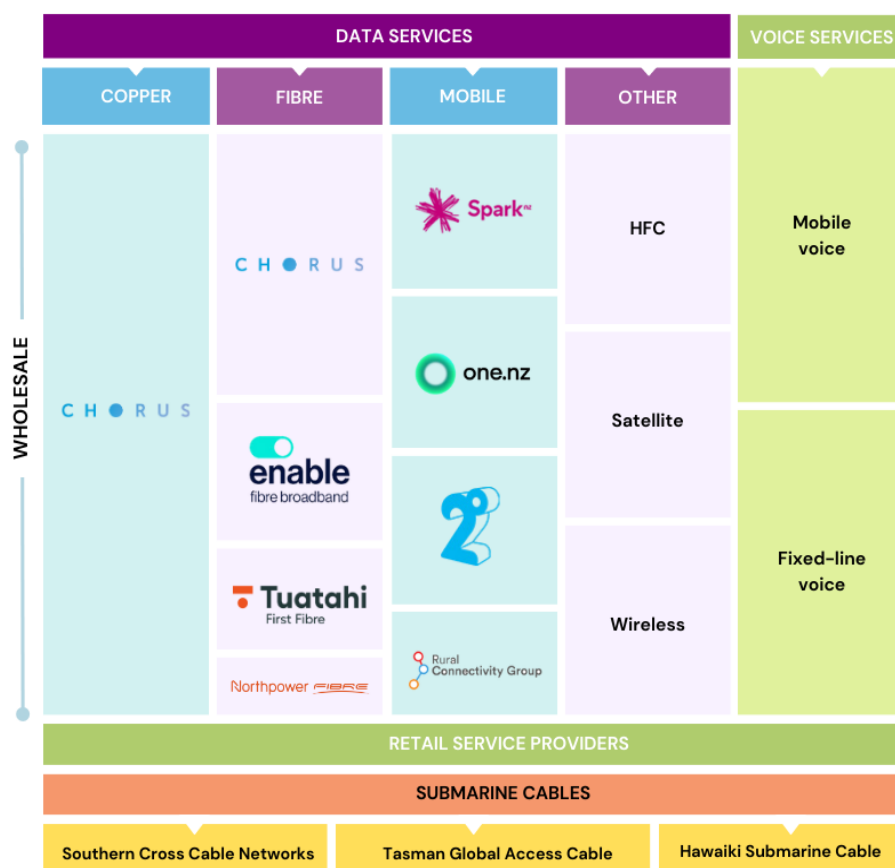 DATA SERVICES
VOICE SERVICES
COPPER
FIBRE
MOBILE
OTHER
WHOLESALE
CHORUS
CHORUS
enable
fibre broadband
Tuatahi
First Fibre
Northpower FIBRE
Spark nz
one.nz
2°
Rural
Connectivity Group
HFC
Satellite
Wireless
Mobile
voice
Fixed-line
voice
RETAIL SERVICE PROVIDERS
SUBMARINE CABLES
Southern Cross Cable Networks
Tasman Global Access Cable
Hawaiki Submarine Cable